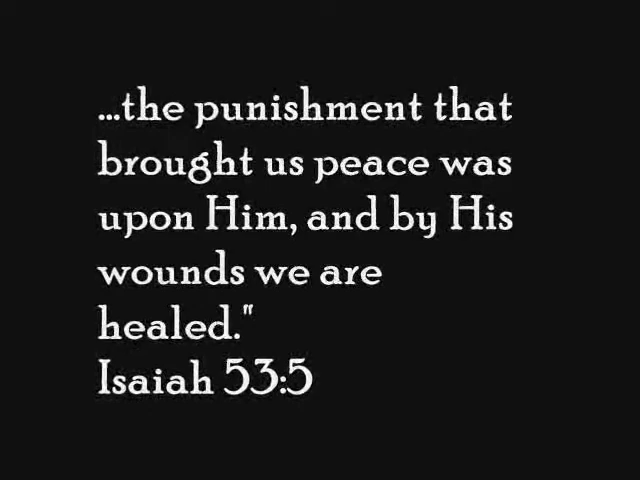 ...the punishment that
brought us peace was
upon Him, and by His
wounds we are
healed."
Isaiah 53:5